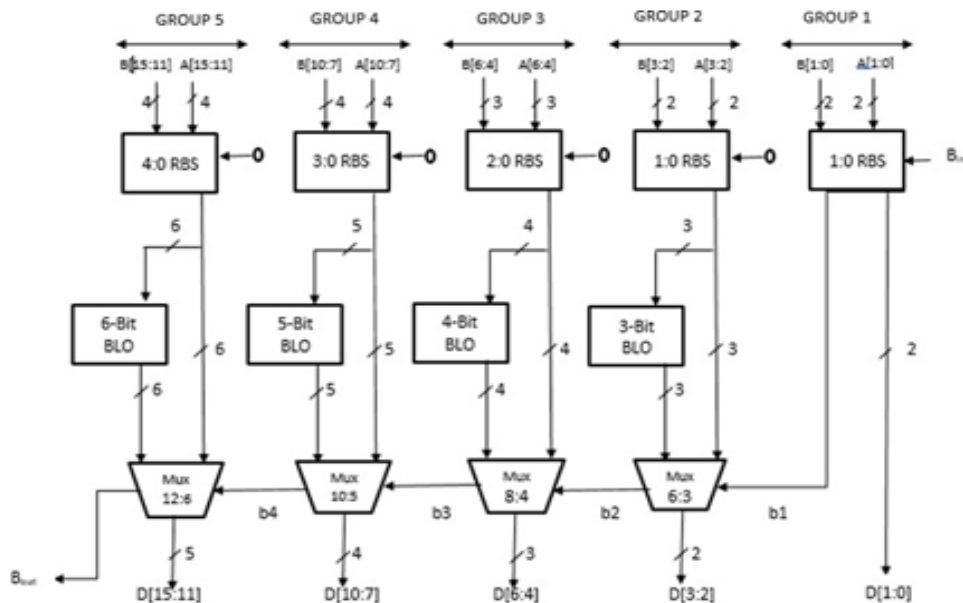 GROUP 5 GROUP 4 GROUP 3 GROUP 2 GROUP 1
B[15:11] A[15:11] B[10:7] A[10:7] B[6:4] A[6:4] B[3:2] A[3:2] B[1:0] A[1:0]
4 4 4 4 3 3 2 2 2 2
4:0 RBS 0 3:0 RBS 0 2:0 RBS 0 1:0 RBS 0 1:0 RBS
6 5 4 3
6-Bit BLO
5-Bit BLO
4-Bit BLO
3-Bit BLO
6 5 4 3 2
6 5 4 3
Mux 12:6
Mux 10:5
Mux 8:4
Mux 6:3
b4 b3 b2 b1
5 4 3 2
Bout D[15:11] D[10:7] D[6:4] D[3:2] D[1:0]